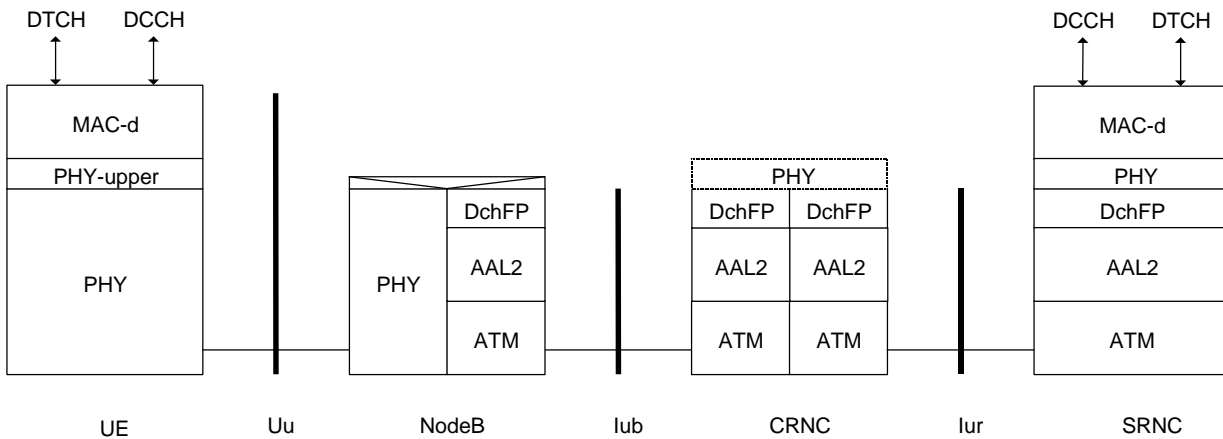 DTCH DCCH DCCH DTCH
MAC-d MAC-d
PHY-upper PHY PHY
DchFP DchFP DchFP DchFP
PHY PHY AAL2 AAL2 AAL2 AAL2
ATM ATM ATM ATM
UE Uu NodeB Iub CRNC Iur SRNC